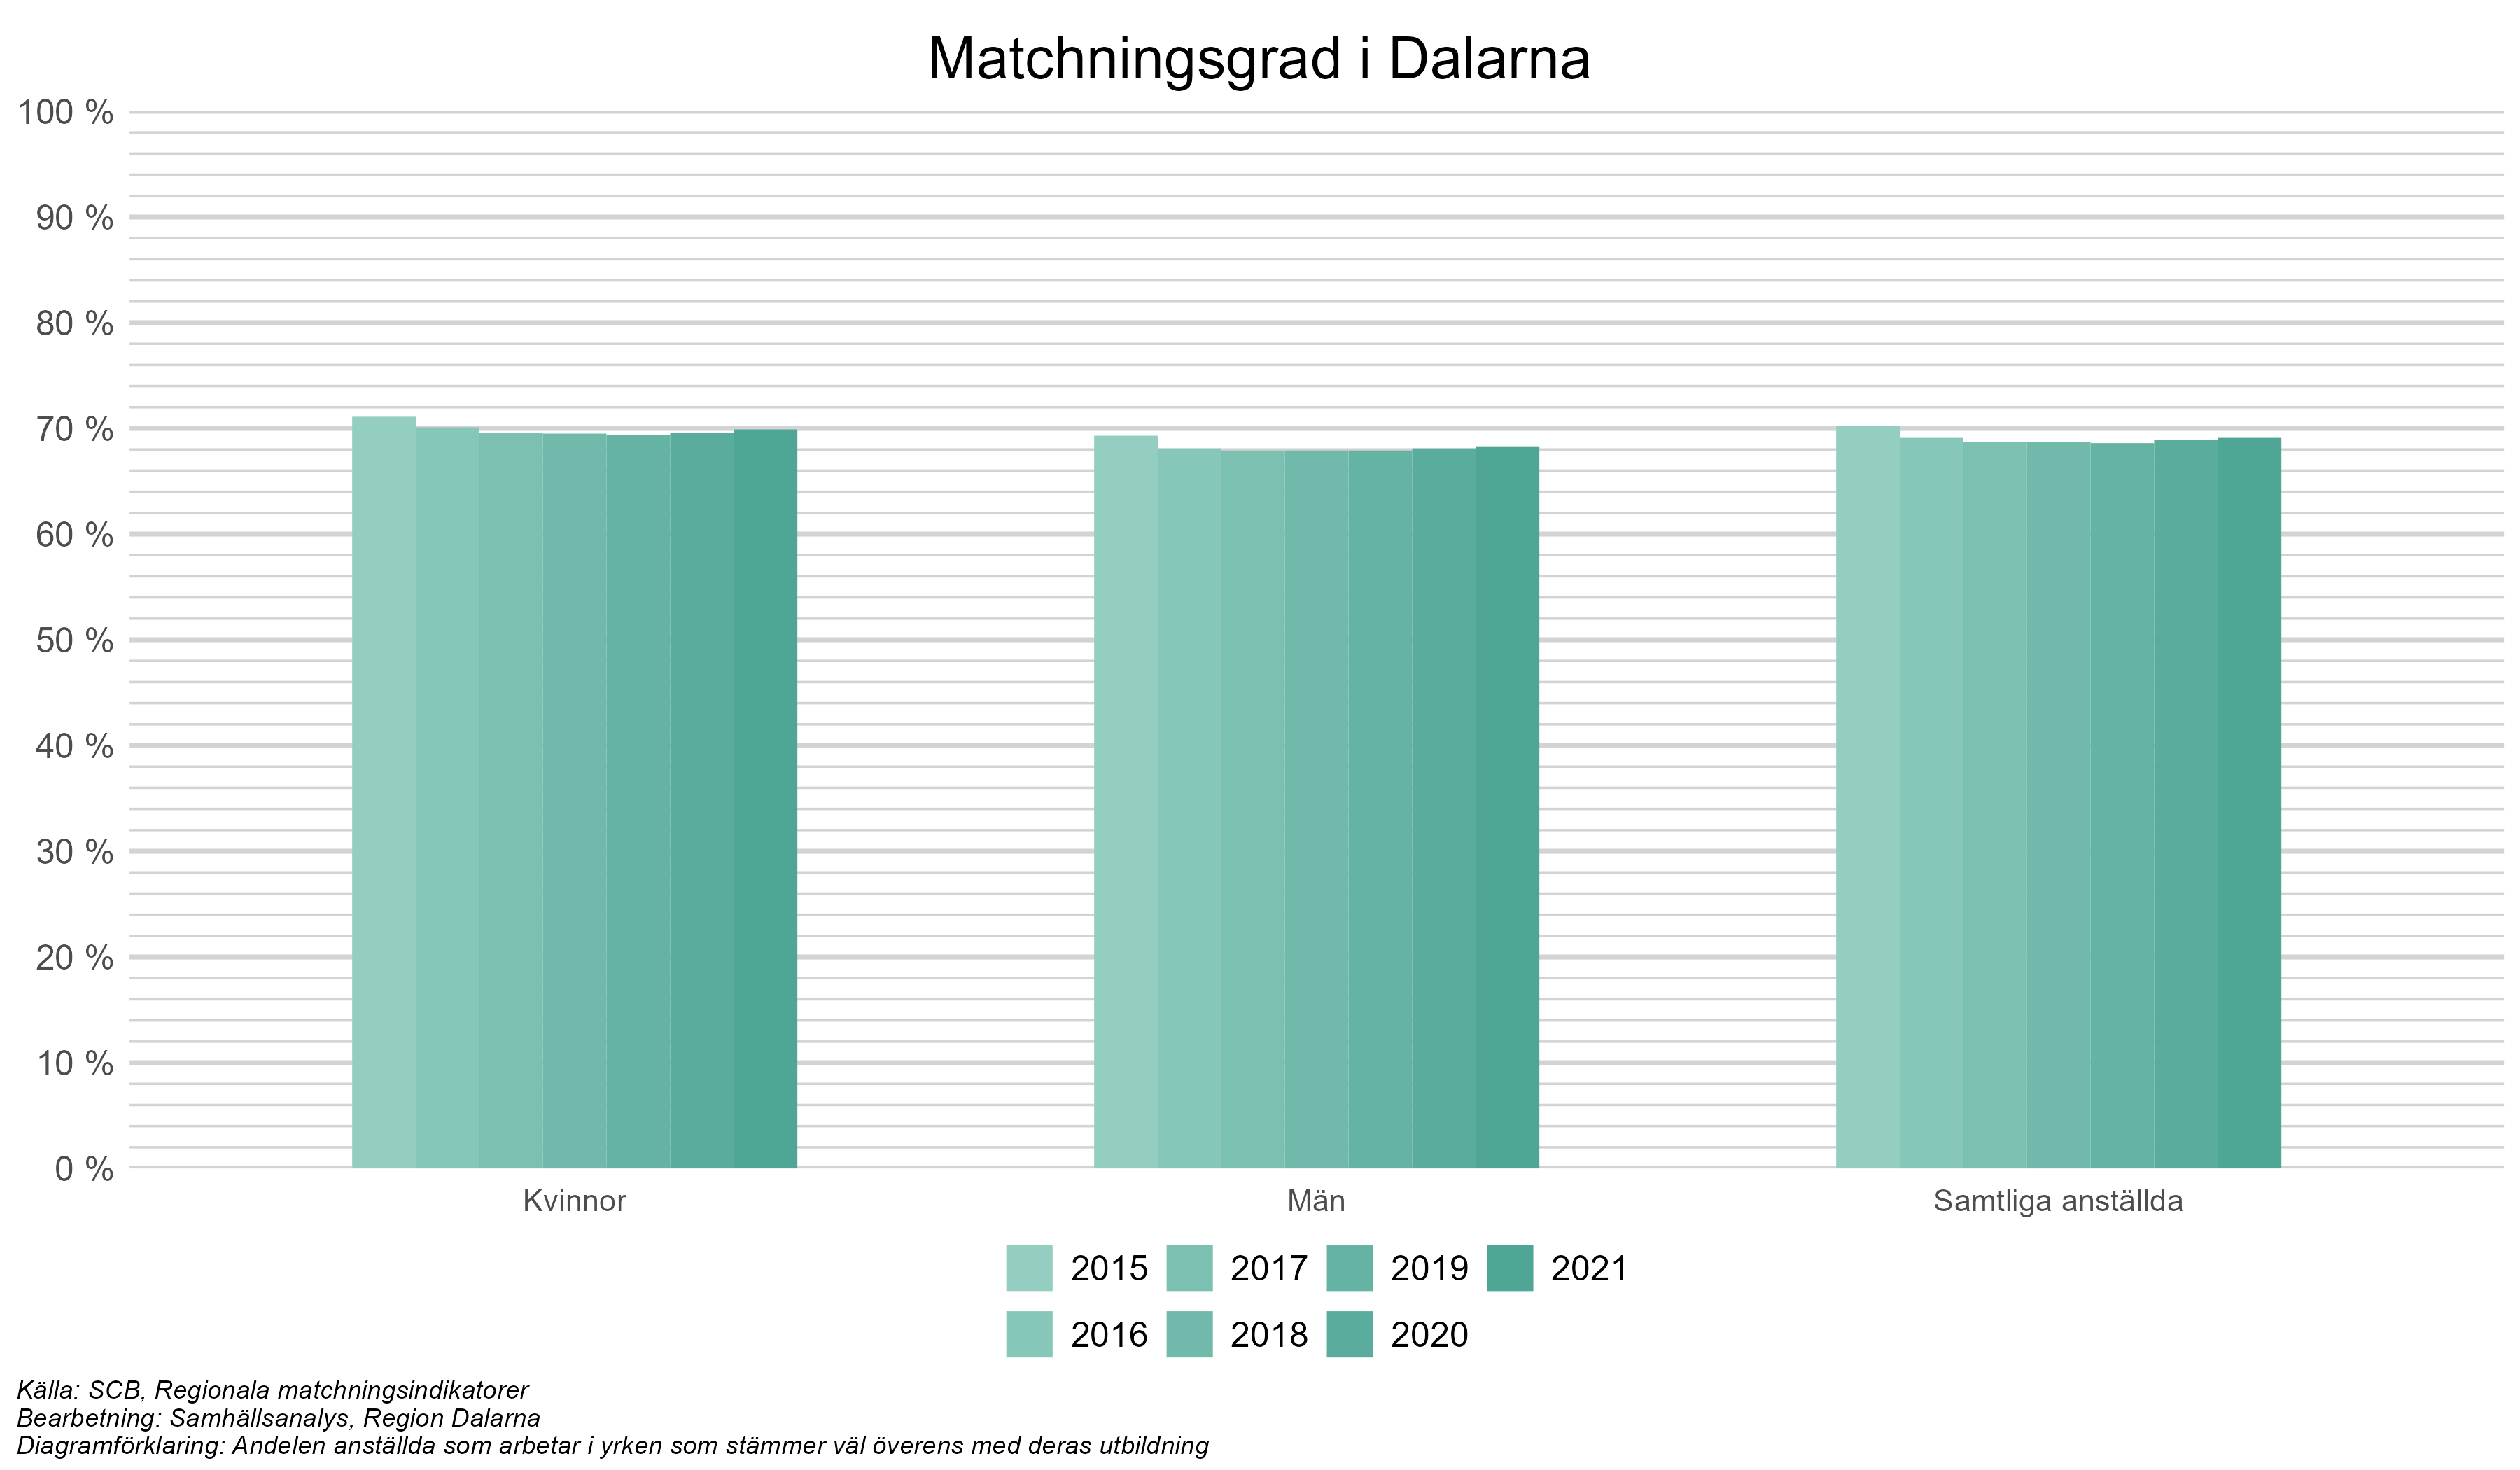 Matchningsgrad i Dalarna
100 %
90 %
80 %
70 %
60 %
50 %
40 %
30 %
20 %
10 %
0 %
Kvinnor Män Samtliga anställda
2015 2017 2019 2021
2016 2018 2020
Källa: SCB, Regionala matchningsindikatorer
Bearbetning: Samhällsanalys, Region Dalarna
Diagramförklaring: Andelen anställda som arbetar i yrken som stämmer väl överens med deras utbildning